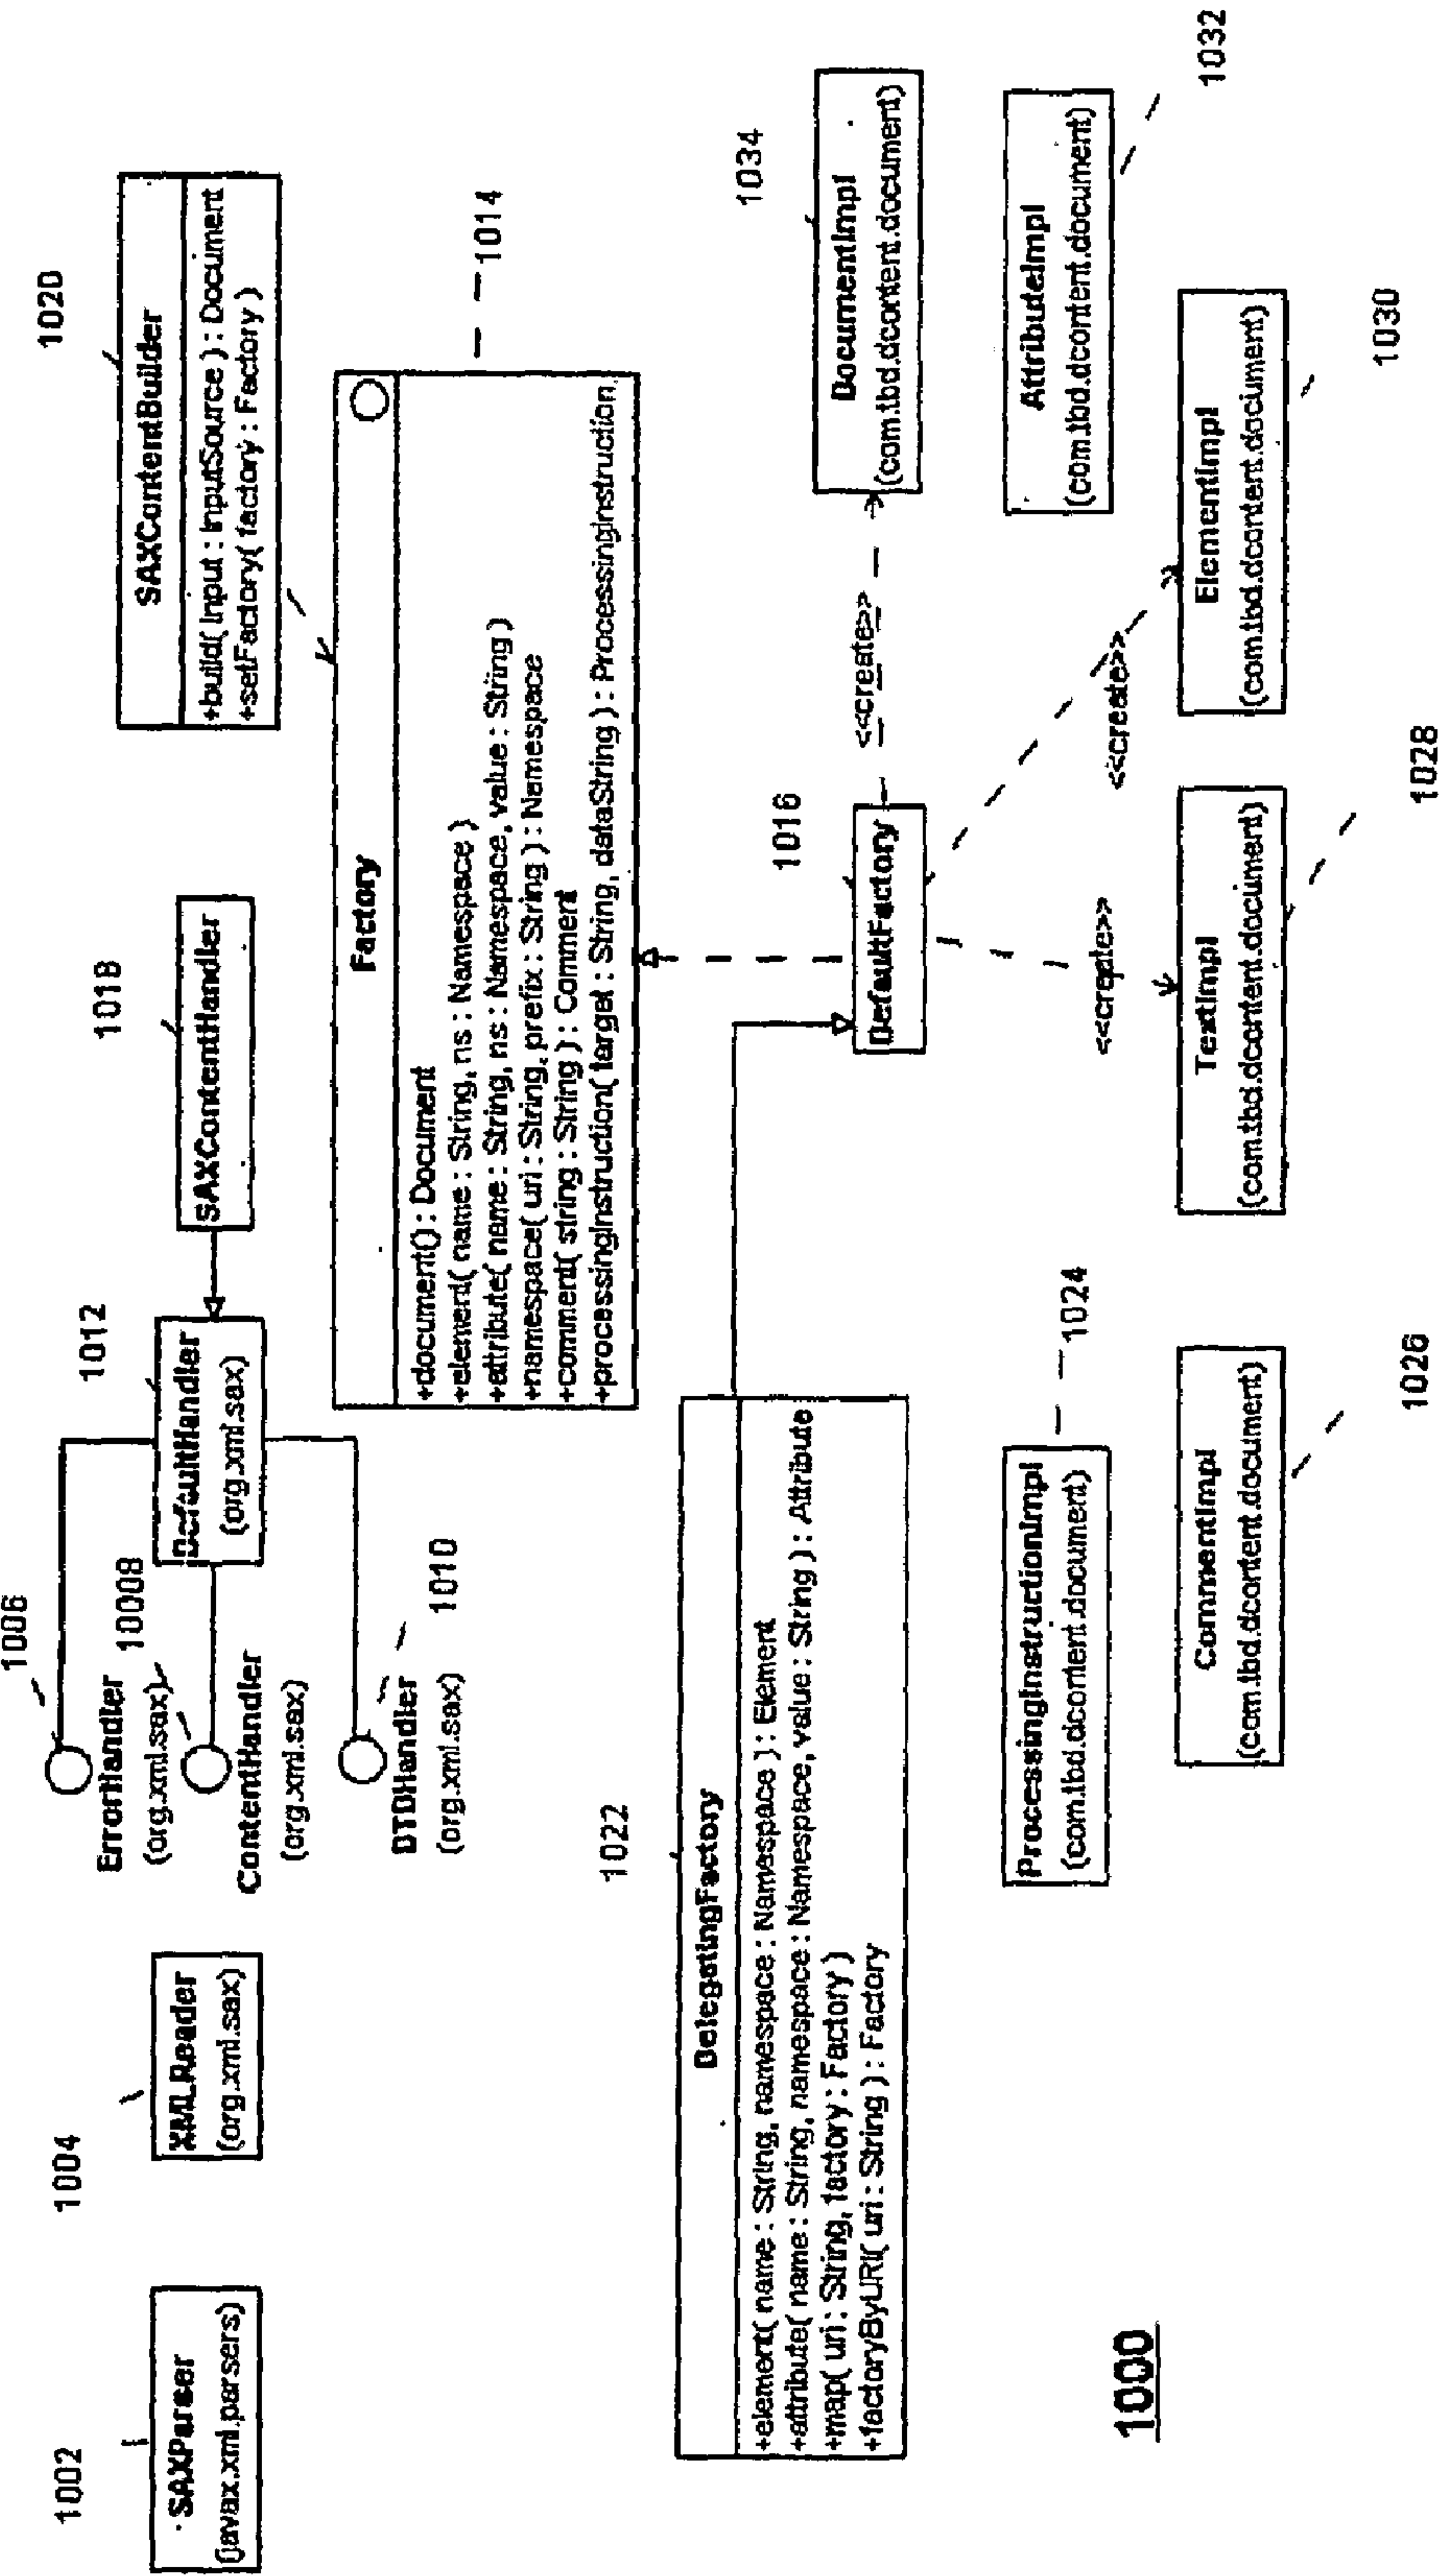 1002
SAXParser
(javax.xml.parsers)
1004
XMLReader
(org.xml.sax)
1006
ErrorHandler
(org.xml.sax)
10008
ContentHandler
(org.xml.sax)
1010
DTDHandler
(org.xml.sax)
1012
DefaultHandler
(org.xml.sax)
1018
SAXContentHandler
1020
SAXContentBuilder
+build( Input : InputSource ) : Document
+setFactory( factory : Factory )
1014
Factory
+document() : Document
+element( name : String, ns : Namespace )
+attribute( name : String, ns : Namespace, value : String )
+namespace( uri : String, prefix : String ) : Namespace
+comment( string : String ) : Comment
+processingInstruction( target : String, dataString ) : ProcessingInstruction
1022
DelegatingFactory
+element( name : String, namespace : Namespace ) : Element
+attribute( name : String, namespace : Namespace, value : String ) : Attribute
+map( uri : String, factory : Factory )
+factoryByURI( uri : String ) : Factory
1016
DefaultFactory
<<create>>
1034
DocumentImpl
(com.tbd.dcontent.document)
ProcessingInstructionImpl
(com.tbd.dcontent.document)
1024
AttributeImpl
(com.tbd.dcontent.document)
1032
<<create>>
<<create>>
CommentImpl
(com.tbd.dcontent.document)
1026
TextImpl
(com.tbd.dcontent.document)
1028
ElementImpl
(com.tbd.dcontent.document)
1030
1000